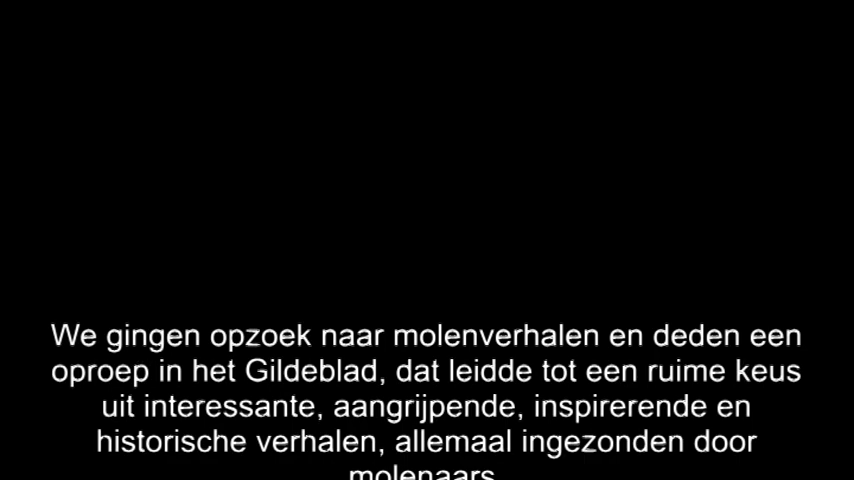 We gingen opzoek naar molenverhalen en deden een
oproep in het Gildeblad, dat leidde tot een ruime keus
uit interessante, aangrijpende, inspirerende en
historische verhalen, allemaal ingezonden door
molenaars